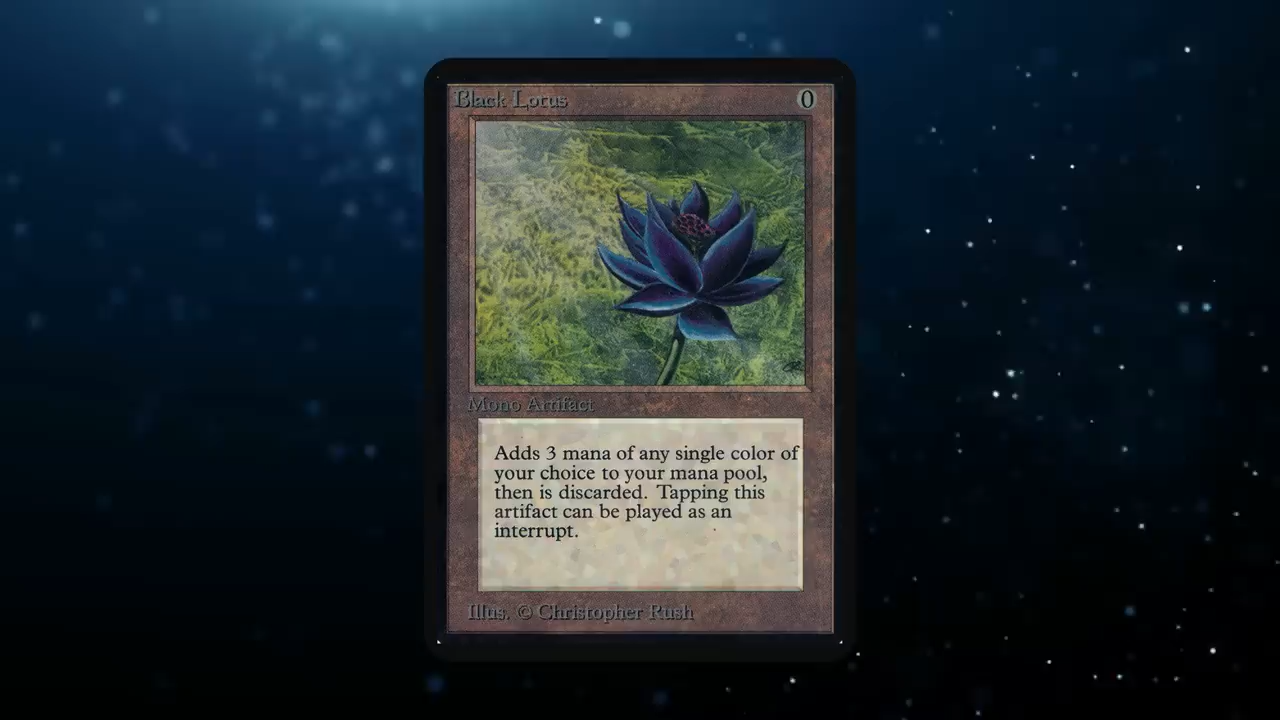 Black Lotus 0
Mono Artifact
Adds 3 mana of any single color of
your choice to your mana pool,
then is discarded. Tapping this
artifact can be played as an
interrupt.
Illus. © Christopher Rush